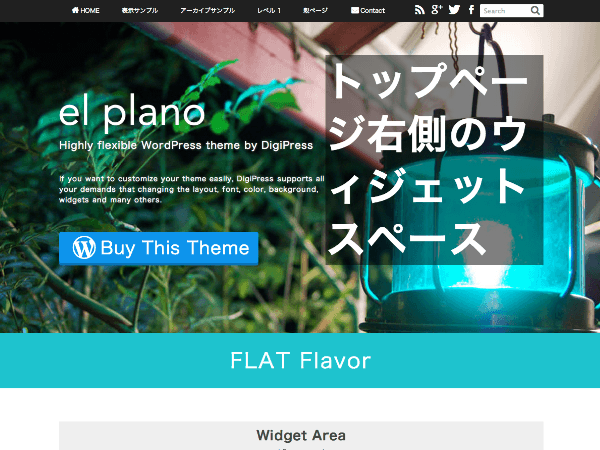 HOME 表示サンプル アーカイブサンプル レベル 1 親ページ Contact Search
el plano
Highly flexible WordPress theme by DigiPress
If you want to customize your theme easily, DigiPress supports all
your demands that changing the layout, font, color, background,
widgets and many others.
Buy This Theme
トップペー
ジ右側のウ
ィジェット
スペース
FLAT Flavor
Widget Area